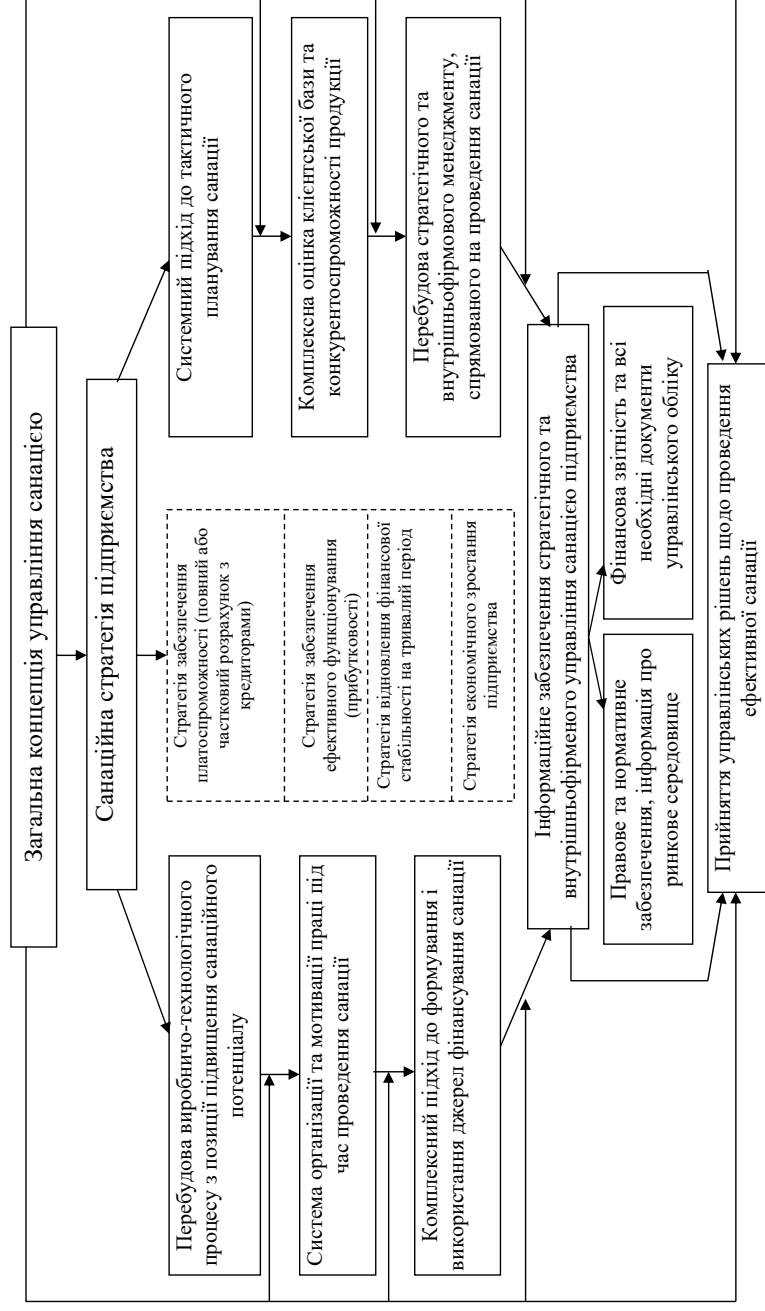 Загальна концепція управління санацією
Санаційна стратегія підприємства
Перебудова виробничо-технологічного
процесу з позиції підвищення санаційного
потенціалу
Система організації та мотивації праці під
час проведення санації
Комплексний підхід до формування і
використання джерел фінансування санації
Стратегія забезпечення
платоспроможності (повний або
частковий розрахунок з
кредиторами)
Стратегія забезпечення
ефективного функціонування
(прибутковості)
Стратегія відновлення фінансової
стабільності на тривалий період
Стратегія економічного зростання
підприємства
Системний підхід до тактичного
планування санації
Комплексна оцінка клієнтської бази та
конкурентоспроможності продукції
Перебудова стратегічного та
внутрішньофірмового менеджменту,
спрямованого на проведення санації
Інформаційне забезпечення стратегічного та
внутрішньофірменого управління санацією підприємства
Правове та нормативне
забезпечення, інформація про
ринкове середовище
Фінансова звітність та всі
необхідні документи
управлінського обліку
Прийняття управлінських рішень щодо проведення
ефективної санації